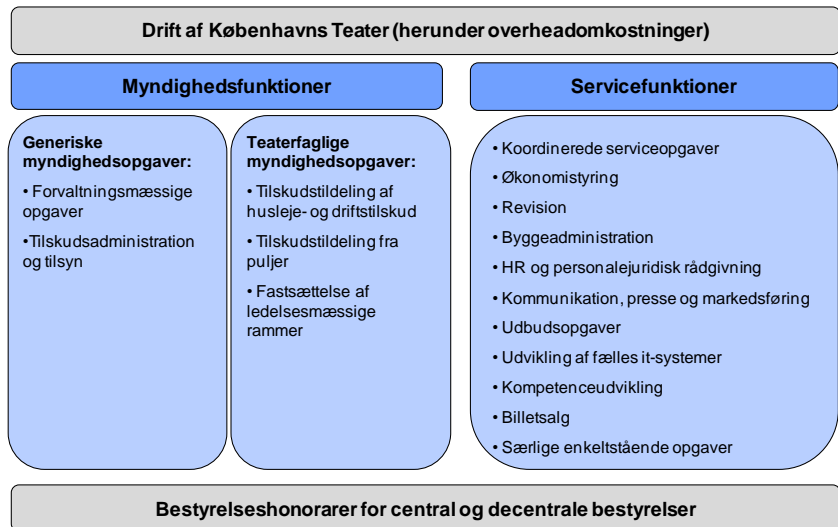 Drift af Københavns Teater (herunder overheadomkostninger)
Myndighedsfunktioner
Servicefunktioner
Generiske
myndighedsopgaver:
• Forvaltningsmæssige
opgaver
•Tilskudsadministration
og tilsyn
Teaterfaglige
myndighedsopgaver:
• Tilskudstildeling af
husleje- og driftstilskud
• Tilskudstildeling fra
puljer
• Fastsættelse af
ledelsesmæssige
rammer
• Koordinerede serviceopgaver
• Økonomistyring
• Revision
• Byggeadministration
• HR og personalejuridisk rådgivning
• Kommunikation, presse og markedsføring
• Udbudsopgaver
• Udvikling af fælles it-systemer
• Kompetenceudvikling
• Billetsalg
• Særlige enkeltstående opgaver
Bestyrelseshonorarer for central og decentrale bestyrelser